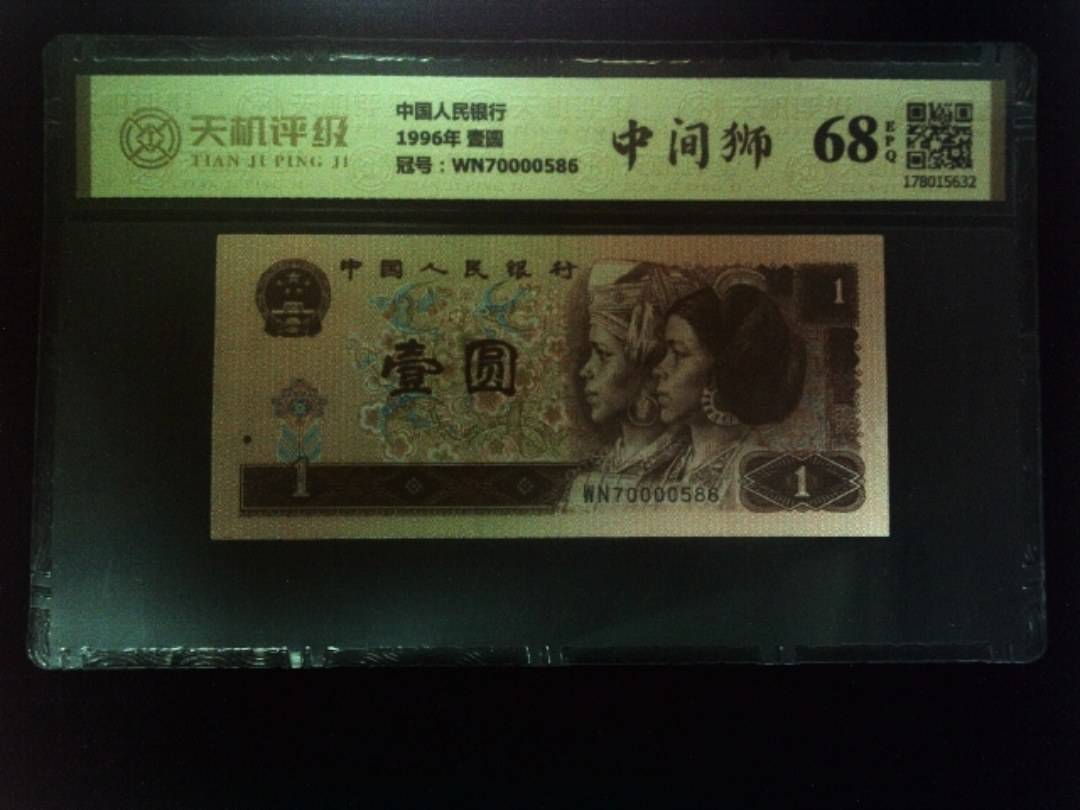 天机评级
TIAN JI PING JI
中国人民银行
1996年 壹圆
冠号：WN70000586
中间狮
68
EPQ
178015632
中国人民银行
1
壹圆
1
WN70000586
1